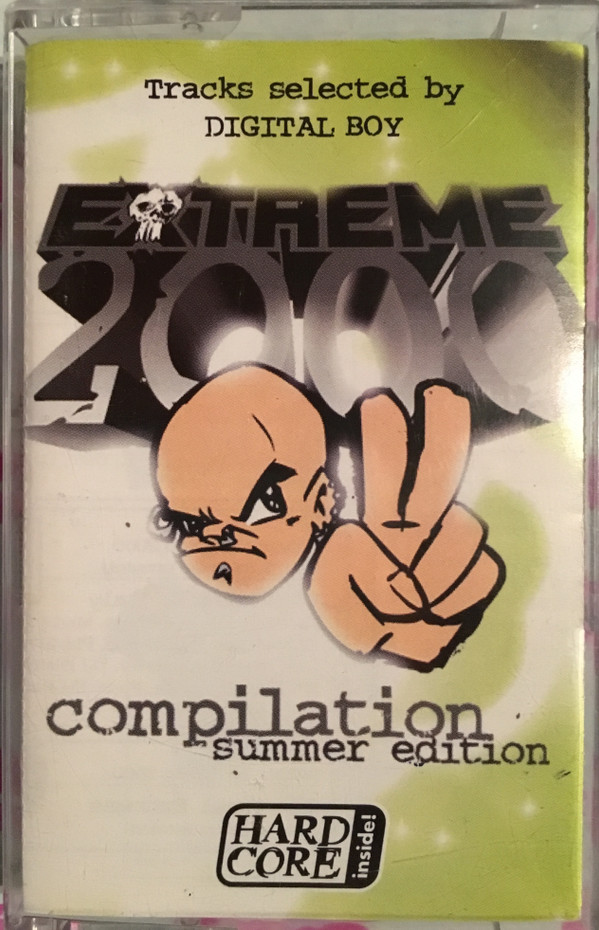 Tracks selected by
DIGITAL BOY
EXTREME
2000
compilation
summer edition
HARD
CORE
inside!